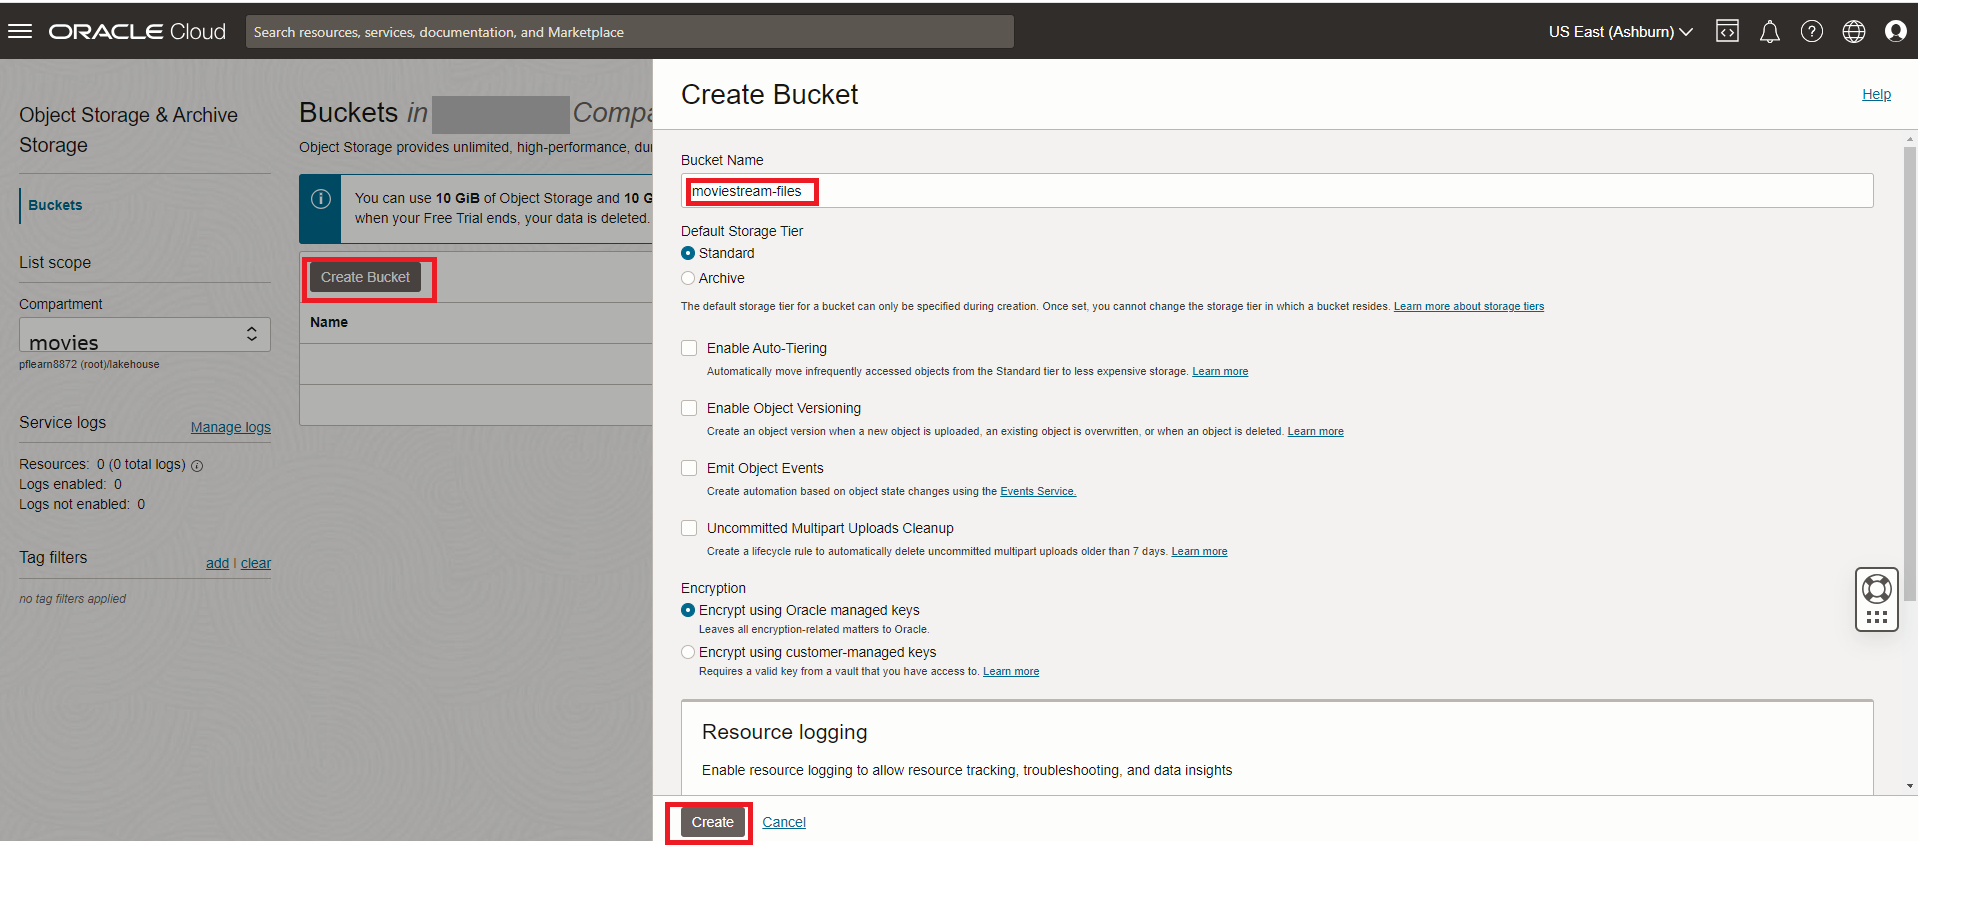 ORACLE Cloud
Search resources, services, documentation, and Marketplace
US East (Ashburn)
Object Storage & Archive
Storage
Buckets
List scope
Compartment
movies
pflearn8872 (root)/lakehouse
Service logs Manage logs
Resources: 0 (0 total logs)
Logs enabled: 0
Logs not enabled: 0
Tag filters add | clear
no tag filters applied
Buckets in Compa
Object Storage provides unlimited, high-performance, du
You can use 10 GiB of Object Storage and 10 G
when your Free Trial ends, your data is deleted.
Create Bucket
Name
Create Bucket
Help
Bucket Name
moviestream-files
Default Storage Tier
Standard
Archive
The default storage tier for a bucket can only be specified during creation. Once set, you cannot change the storage tier in which a bucket resides. Learn more about storage tiers
Enable Auto-Tiering
Automatically move infrequently accessed objects from the Standard tier to less expensive storage. Learn more
Enable Object Versioning
Create an object version when a new object is uploaded, an existing object is overwritten, or when an object is deleted. Learn more
Emit Object Events
Create automation based on object state changes using the Events Service.
Uncommitted Multipart Uploads Cleanup
Create a lifecycle rule to automatically delete uncommitted multipart uploads older than 7 days. Learn more
Encryption
Encrypt using Oracle managed keys
Leaves all encryption-related matters to Oracle.
Encrypt using customer-managed keys
Requires a valid key from a vault that you have access to. Learn more
Resource logging
Enable resource logging to allow resource tracking, troubleshooting, and data insights
Create Cancel